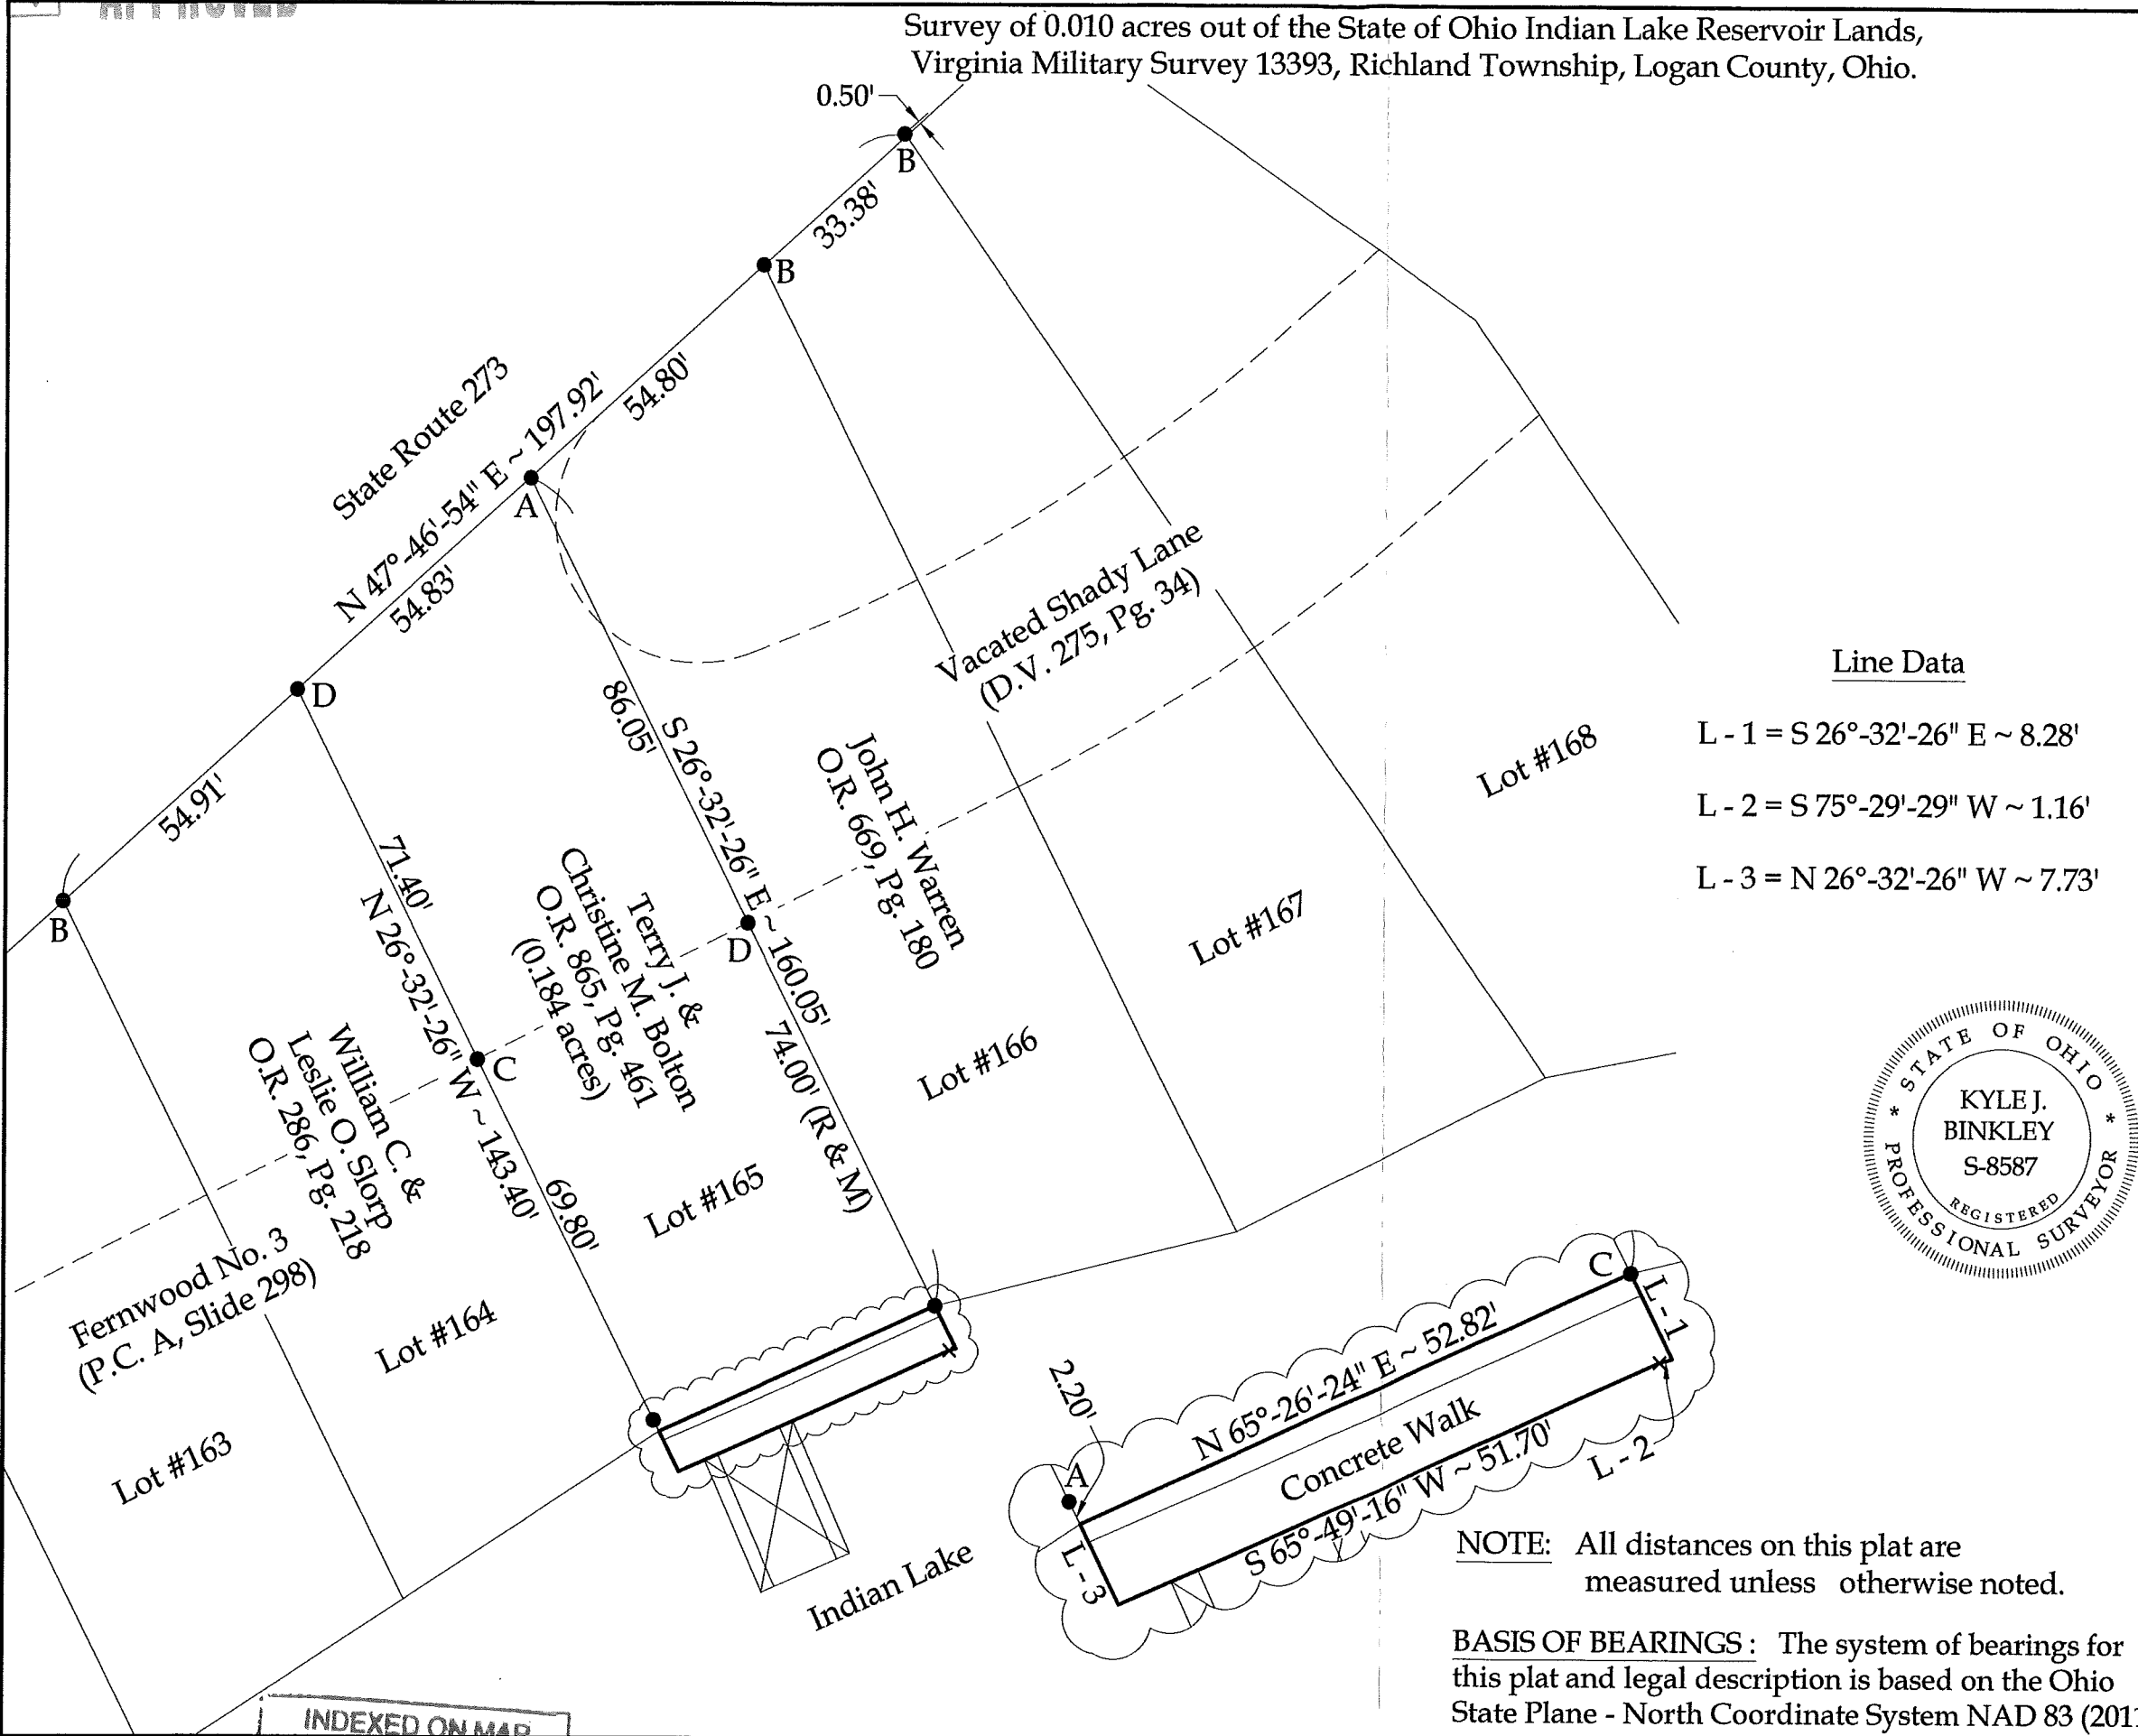 APPROVED
Survey of 0.010 acres out of the State of Ohio Indian Lake Reservoir Lands,
Virginia Military Survey 13393, Richland Township, Logan County, Ohio.
0.50'
B
33.38'
B
54.80'
State Route 273
N 47°-46'-54" E ~ 197.92'
A
54.83'
D
54.91'
B
86.05'
S 26°-32'-26" E ~ 160.05'
74.00' (R & M)
D
71.40'
N 26°-32'-26" W ~ 143.40'
69.80'
C
Vacated Shady Lane
(D.V. 275, Pg. 34)
John H. Warren
O.R. 669, Pg. 180
Terry J. &
Christine M. Bolton
O.R. 865, Pg. 461
(0.184 acres)
William C. &
Leslie O. Slorp
O.R. 286, Pg. 218
Fernwood No. 3
(P.C. A, Slide 298)
Lot #163
Lot #164
Lot #165
Lot #166
Lot #167
Lot #168
Line Data
L - 1 = S 26°-32'-26" E ~ 8.28'
L - 2 = S 75°-29'-29" W ~ 1.16'
L - 3 = N 26°-32'-26" W ~ 7.73'
* STATE OF OHIO *
KYLE J.
BINKLEY
S-8587
REGISTERED
PROFESSIONAL SURVEYOR
Indian Lake
2.20'
A
C
L - 1
N 65°-26'-24" E ~ 52.82'
Concrete Walk
S 65°-49'-16" W ~ 51.70'
L - 2
L - 3
NOTE: All distances on this plat are
measured unless otherwise noted.
BASIS OF BEARINGS : The system of bearings for
this plat and legal description is based on the Ohio
State Plane - North Coordinate System NAD 83 (2011
INDEXED ON MAP